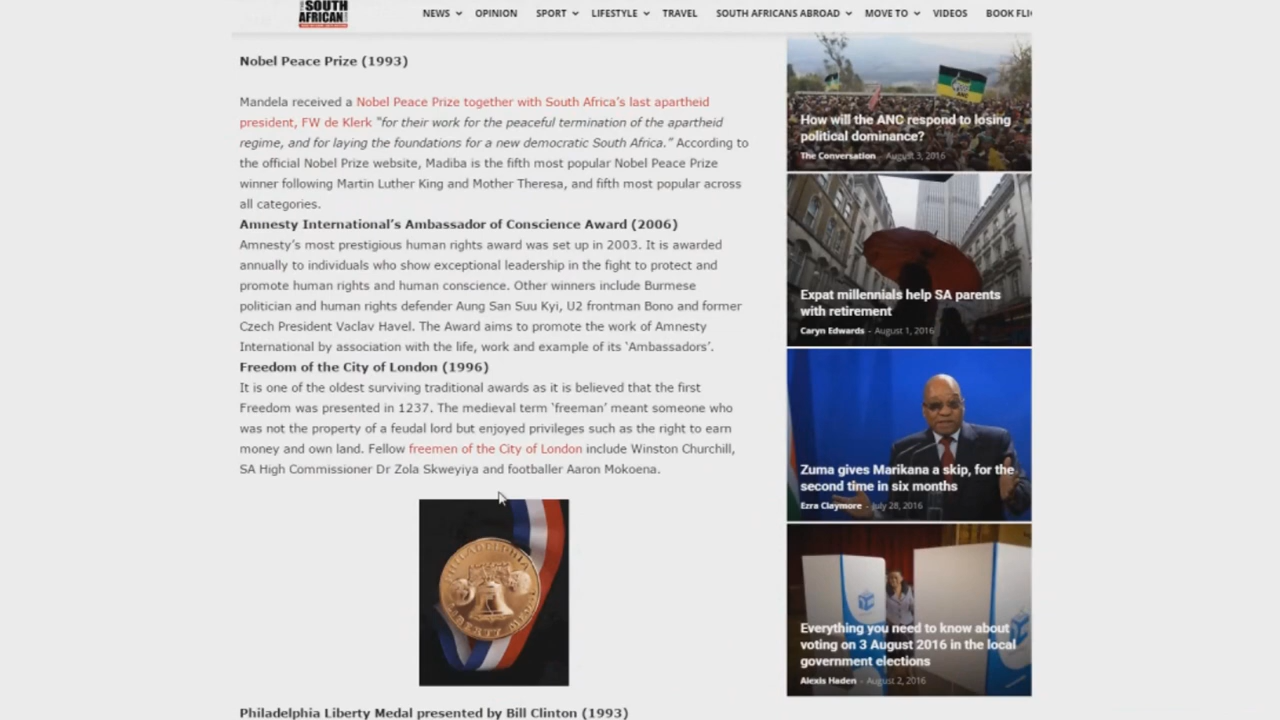 THE SOUTH AFRICAN
NEWS OPINION SPORT LIFESTYLE TRAVEL SOUTH AFRICANS ABROAD MOVE TO VIDEOS BOOK
Nobel Peace Prize (1993)
Mandela received a Nobel Peace Prize together with South Africa's last apartheid
president, FW de Klerk "for their work for the peaceful termination of the apartheid
regime, and for laying the foundations for a new democratic South Africa." According to
the official Nobel Prize website, Madiba is the fifth most popular Nobel Peace Prize
winner following Martin Luther King and Mother Theresa, and fifth most popular across
all categories.
Amnesty International's Ambassador of Conscience Award (2006)
Amnesty's most prestigious human rights award was set up in 2003. It is awarded
annually to individuals who show exceptional leadership in the fight to protect and
promote human rights and human conscience. Other winners include Burmese
politician and human rights defender Aung San Suu Kyi, U2 frontman Bono and former
Czech President Vaclav Havel. The Award aims to promote the work of Amnesty
International by association with the life, work and example of its 'Ambassadors'.
Freedom of the City of London (1996)
It is one of the oldest surviving traditional awards as it is believed that the first
Freedom was presented in 1237. The medieval term 'freeman' meant someone who
was not the property of a feudal lord but enjoyed privileges such as the right to earn
money and own land. Fellow freemen of the City of London include Winston Churchill,
SA High Commissioner Dr Zola Skweyiya and footballer Aaron Mokoena.
PHILADELPHIA
LIBERTY MEDAL
Philadelphia Liberty Medal presented by Bill Clinton (1993)
How will the ANC respond to losing
political dominance?
The Conversation - August 3, 2016
Expat millennials help SA parents
with retirement
Caryn Edwards - August 1, 2016
Zuma gives Marikana a skip, for the
second time in six months
Ezra Claymore - July 28, 2016
Everything you need to know about
voting on 3 August 2016 in the local
government elections
Alexis Haden - August 2, 2016